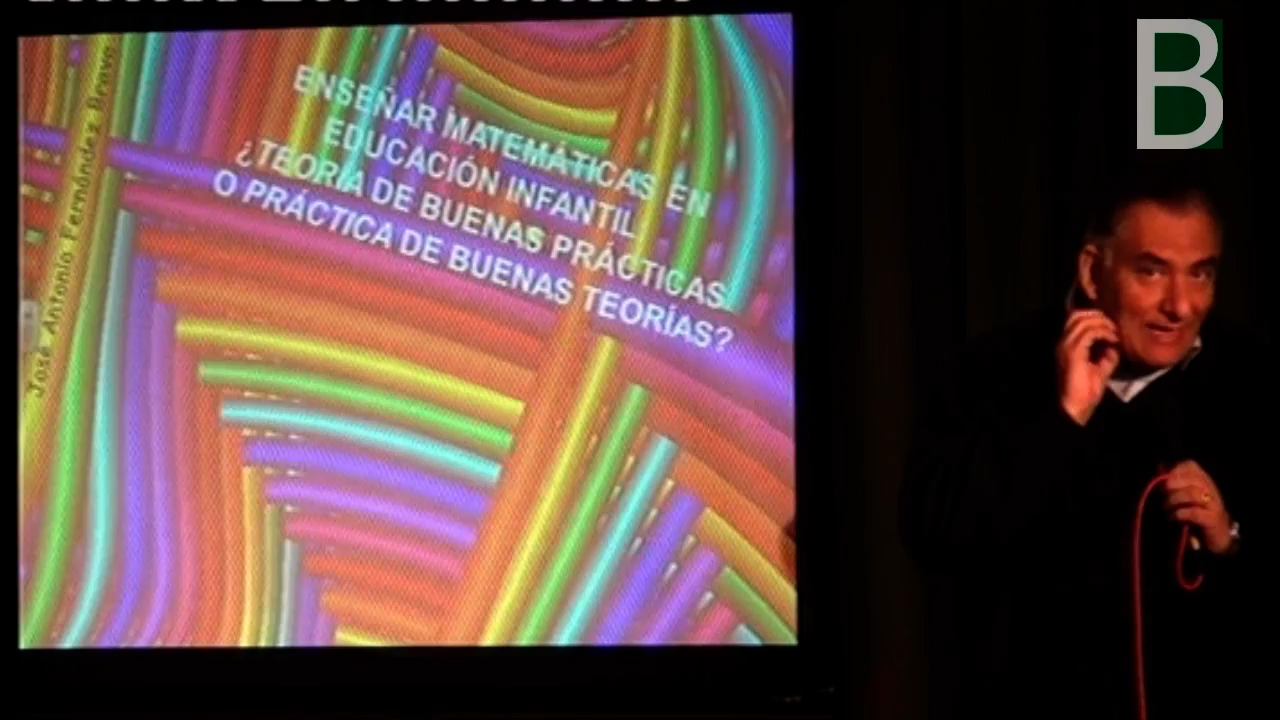 B
ENSEÑAR MATEMÁTICAS EN
EDUCACIÓN INFANTIL
¿TEORÍA DE BUENAS PRÁCTICAS
O PRÁCTICA DE BUENAS TEORÍAS?
José Antonio Fernández Bravo